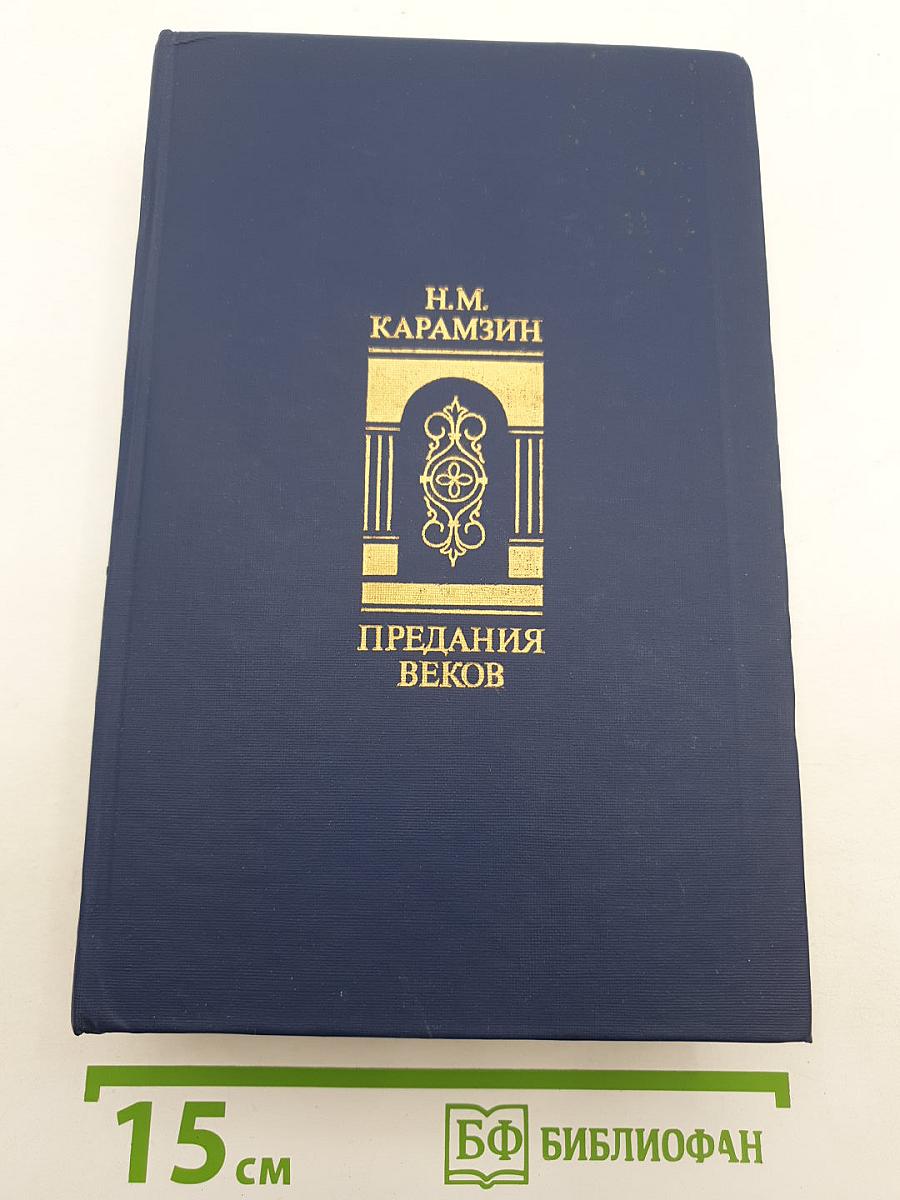 Н.М.
КАРАМЗИН
ПРЕДАНИЯ
ВЕКОВ
15 см
БФ БИБЛИОФАН